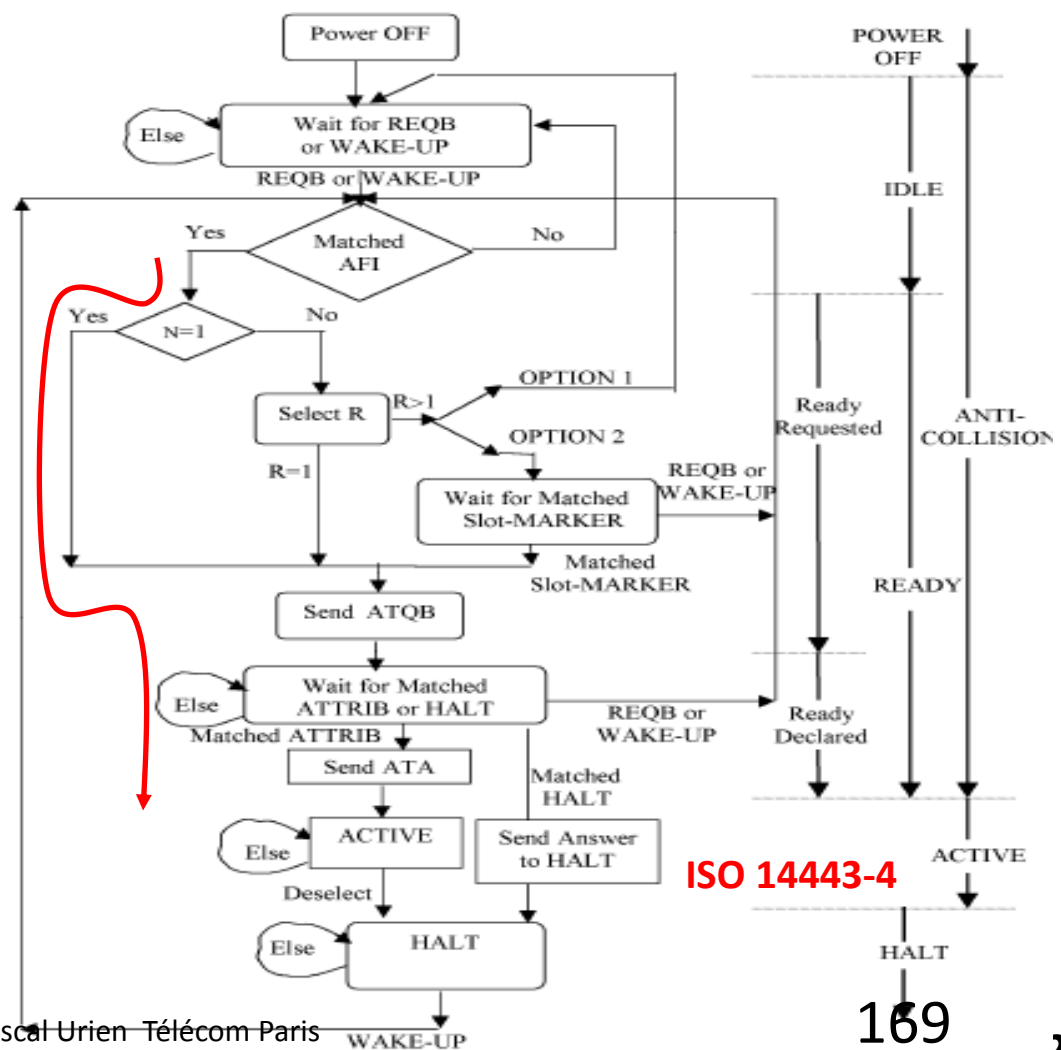 Power OFF
POWER
OFF
Else
Wait for REQB
or WAKE-UP
REQB or WAKE-UP
IDLE
Yes
Matched
AFI
No
Yes
N=1
No
OPTION 1
Select R
R>1
Ready
Requested
ANTI-
COLLISION
OPTION 2
R=1
REQB or
WAKE-UP
Wait for Matched
Slot-MARKER
Matched
Slot-MARKER
READY
Send ATQB
Else
Wait for Matched
ATTRIB or HALT
REQB or
WAKE-UP
Ready
Declared
Matched ATTRIB
Send ATA
Matched
HALT
Else
ACTIVE
Send Answer
to HALT
ISO 14443-4
ACTIVE
Deselect
Else
HALT
HALT
scal Urien Télécom Paris
WAKE-UP
169